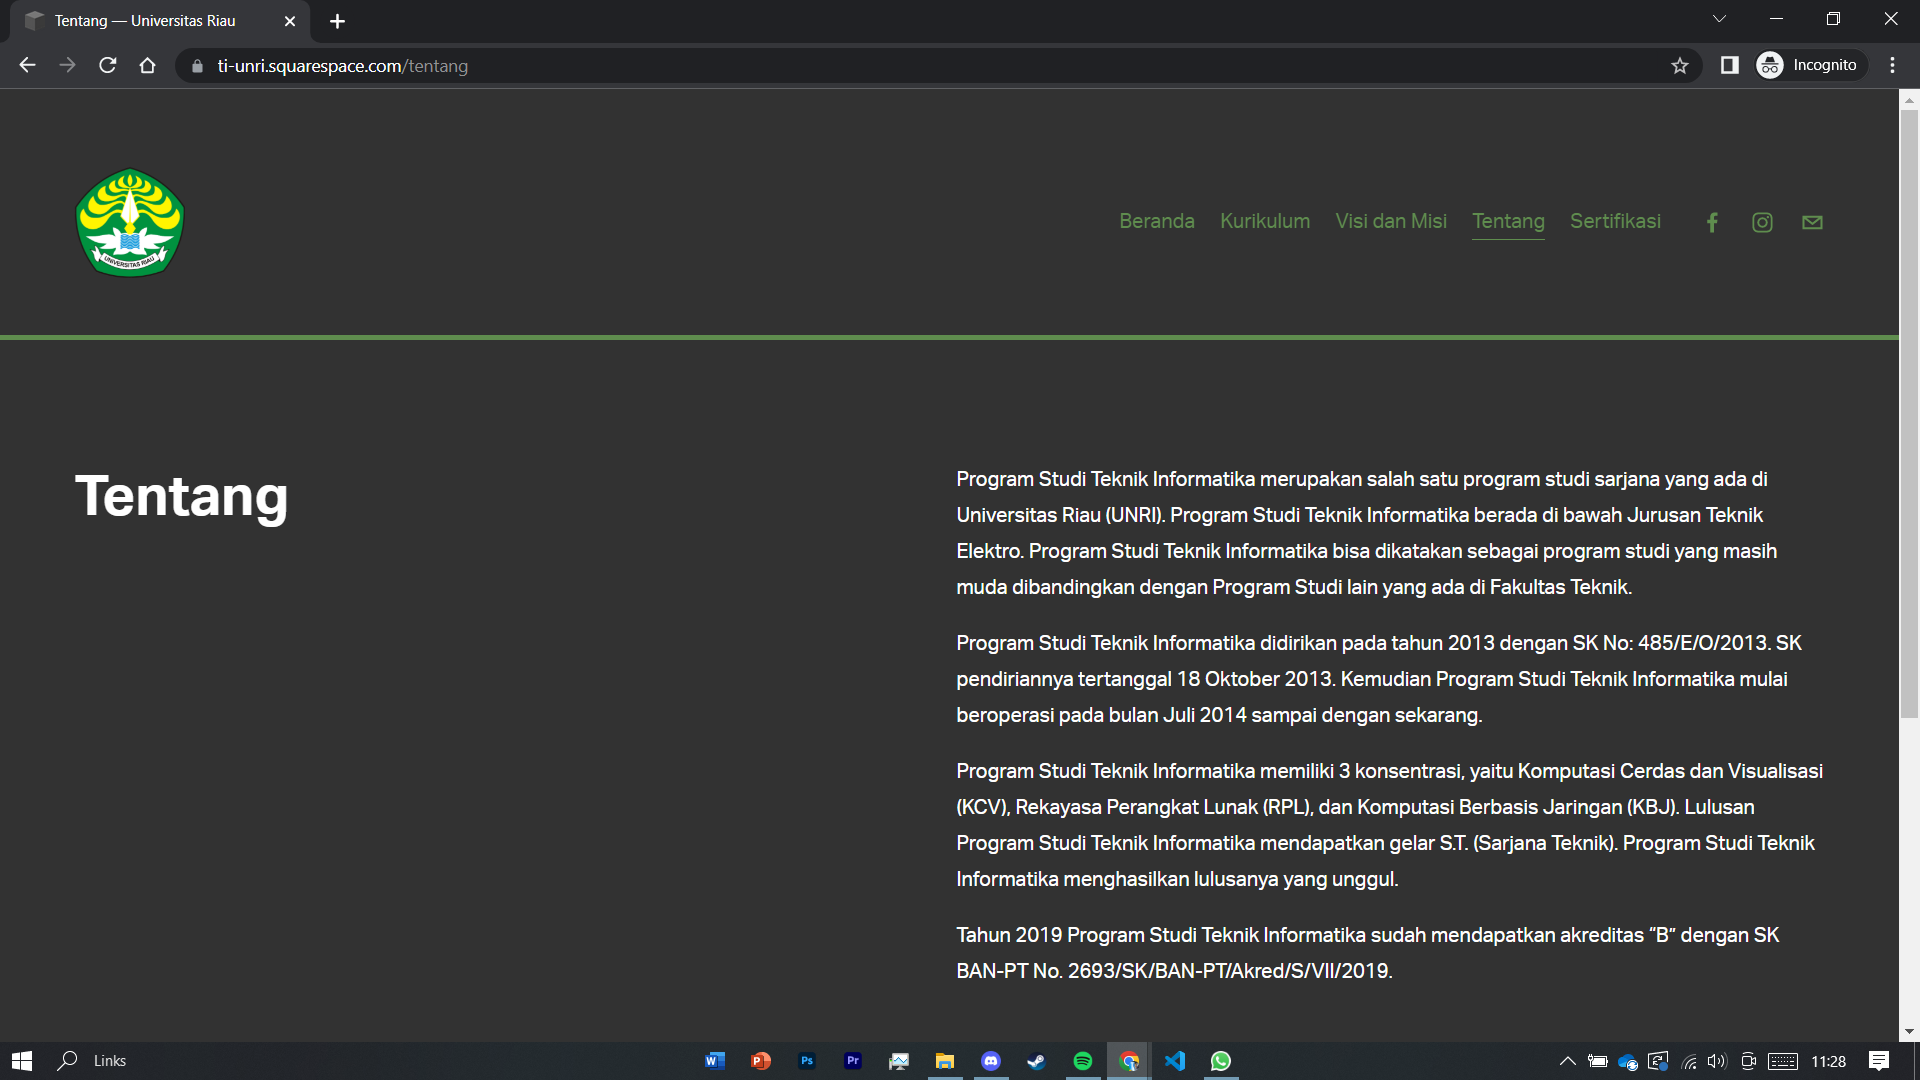 Tentang — Universitas Riau
ti-unri.squarespace.com/tentang
Incognito
UNIVERSITAS RIAU
Beranda
Kurikulum
Visi dan Misi
Tentang
Sertifikasi
Tentang
Program Studi Teknik Informatika merupakan salah satu program studi sarjana yang ada di
Universitas Riau (UNRI). Program Studi Teknik Informatika berada di bawah Jurusan Teknik
Elektro. Program Studi Teknik Informatika bisa dikatakan sebagai program studi yang masih
muda dibandingkan dengan Program Studi lain yang ada di Fakultas Teknik.
Program Studi Teknik Informatika didirikan pada tahun 2013 dengan SK No: 485/E/O/2013. SK
pendiriannya tertanggal 18 Oktober 2013. Kemudian Program Studi Teknik Informatika mulai
beroperasi pada bulan Juli 2014 sampai dengan sekarang.
Program Studi Teknik Informatika memiliki 3 konsentrasi, yaitu Komputasi Cerdas dan Visualisasi
(KCV), Rekayasa Perangkat Lunak (RPL), dan Komputasi Berbasis Jaringan (KBJ). Lulusan
Program Studi Teknik Informatika mendapatkan gelar S.T. (Sarjana Teknik). Program Studi Teknik
Informatika menghasilkan lulusanya yang unggul.
Tahun 2019 Program Studi Teknik Informatika sudah mendapatkan akreditas “B” dengan SK
BAN-PT No. 2693/SK/BAN-PT/Akred/S/VII/2019.
Links
W
P
Ps
Pr
11:28